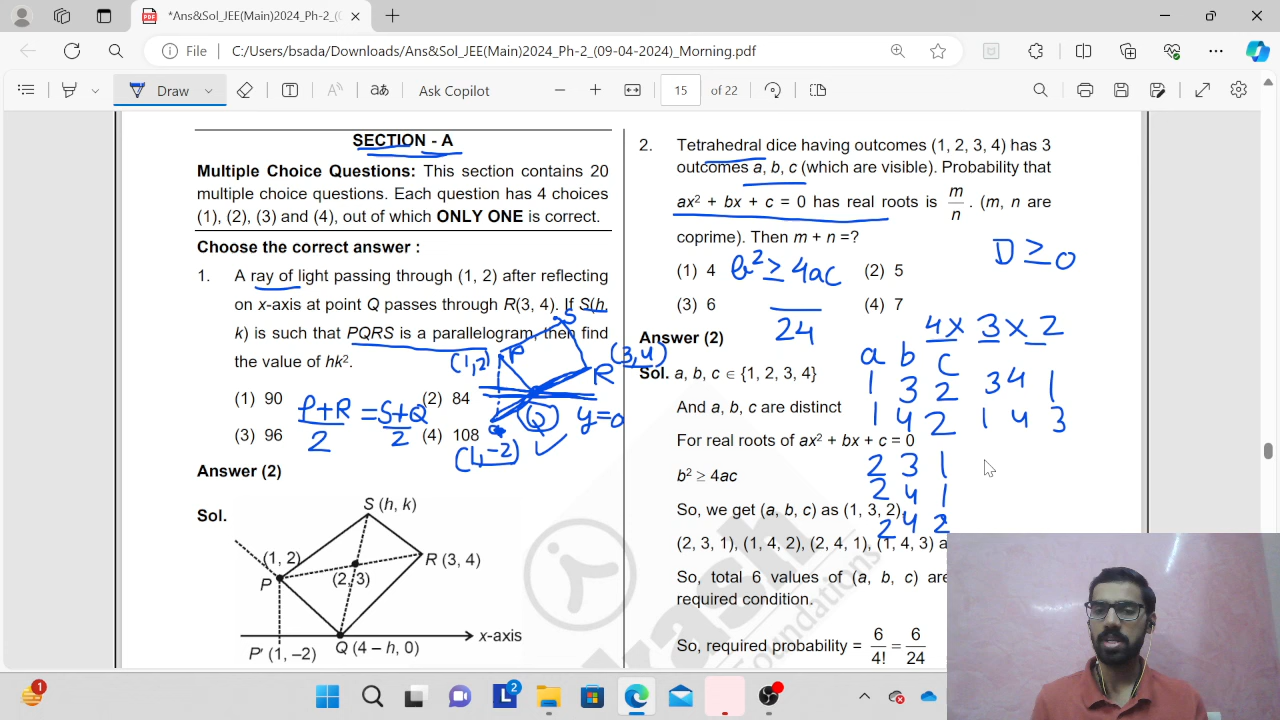 *Ans&Sol_JEE(Main)2024_Ph-2_(
File
C:/Users/bsada/Downloads/Ans&Sol_JEE(Main)2024_Ph-2_(09-04-2024)_Morning.pdf
Draw
Ask Copilot
15
of 22
SECTION - A
Multiple Choice Questions: This section contains 20
multiple choice questions. Each question has 4 choices
(1), (2), (3) and (4), out of which ONLY ONE is correct.
Choose the correct answer :
1. A ray of light passing through (1, 2) after reflecting
on x-axis at point Q passes through R(3, 4). If S(h,
k) is such that PQRS is a parallelogram, then find
the value of hk²
(1) 90
(2) 84
(3) 96
(4) 108
P+R/2 = S+Q/2
S
P
(1,2)
R
(3,4)
Q
y=0
Answer (2)
Sol.
S (h, k)
(1, 2)
R (3, 4)
P
(2, 3)
x-axis
Q (4 – h, 0)
P' (1, –2)
2. Tetrahedral dice having outcomes (1, 2, 3, 4) has 3
outcomes a, b, c (which are visible). Probability that
ax² + bx + c = 0 has real roots is m/n. (m, n are
coprime). Then m + n =?
D ≥ 0
(1) 4
b² ≥ 4ac
(2) 5
(3) 6
24
(4) 7
4 x 3 x 2
Answer (2)
a b c
1 3 2
3 4 1
1 4 2
1 4 3
2 3 1
2 4 1
2 4 2
Sol. a, b, c ∈ {1, 2, 3, 4}
And a, b, c are distinct
For real roots of ax² + bx + c = 0
b² ≥ 4ac
So, we get (a, b, c) as (1, 3, 2),
(2, 3, 1), (1, 4, 2), (2, 4, 1), (1, 4, 3) a
So, total 6 values of (a, b, c) are
required condition.
So, required probability = 6/4! = 6/24